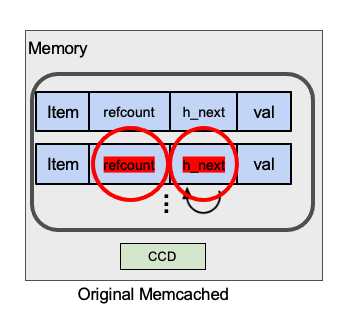 Memory
Item refcount h_next val
Item refcount h_next val
CCD
Original Memcached